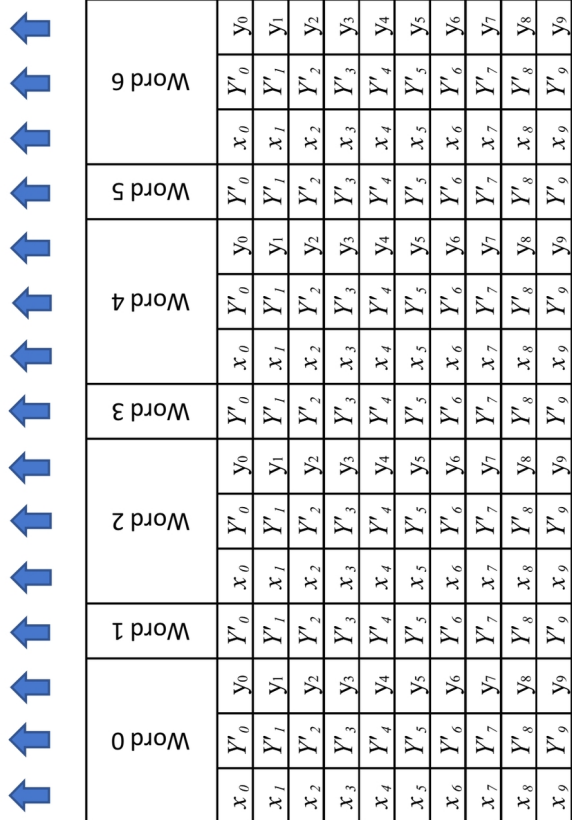 Word 0 Word 1 Word 2 Word 3 Word 4 Word 5 Word 6
x0 Y'0 y0 Y'0 x0 Y'0 y0 Y'0 x0 Y'0 y0 Y'0 x0 Y'0 y0
x1 Y'1 y1 Y'1 x1 Y'1 y1 Y'1 x1 Y'1 y1 Y'1 x1 Y'1 y1
x2 Y'2 y2 Y'2 x2 Y'2 y2 Y'2 x2 Y'2 y2 Y'2 x2 Y'2 y2
x3 Y'3 y3 Y'3 x3 Y'3 y3 Y'3 x3 Y'3 y3 Y'3 x3 Y'3 y3
x4 Y'4 y4 Y'4 x4 Y'4 y4 Y'4 x4 Y'4 y4 Y'4 x4 Y'4 y4
x5 Y'5 y5 Y'5 x5 Y'5 y5 Y'5 x5 Y'5 y5 Y'5 x5 Y'5 y5
x6 Y'6 y6 Y'6 x6 Y'6 y6 Y'6 x6 Y'6 y6 Y'6 x6 Y'6 y6
x7 Y'7 y7 Y'7 x7 Y'7 y7 Y'7 x7 Y'7 y7 Y'7 x7 Y'7 y7
x8 Y'8 y8 Y'8 x8 Y'8 y8 Y'8 x8 Y'8 y8 Y'8 x8 Y'8 y8
x9 Y'9 y9 Y'9 x9 Y'9 y9 Y'9 x9 Y'9 y9 Y'9 x9 Y'9 y9